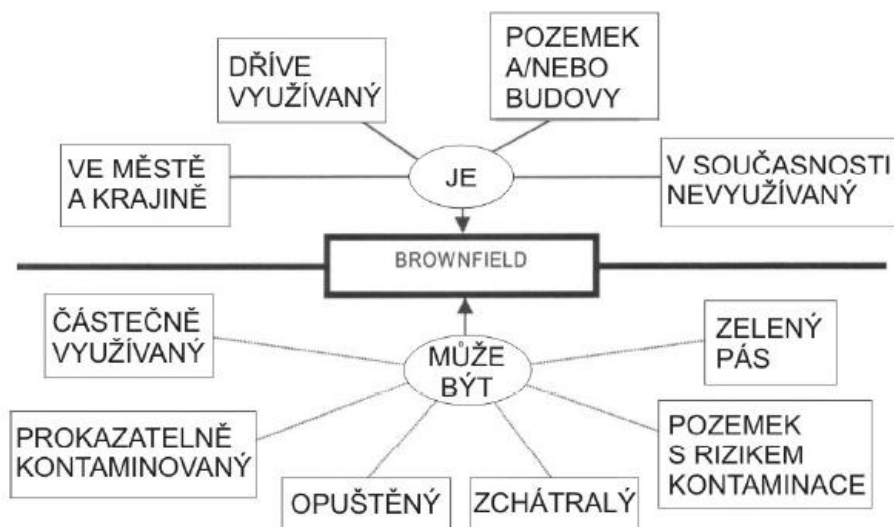 DŘÍVE
VYUŽÍVANÝ
POZEMEK
A/NEBO
BUDOVY
VE MĚSTĚ
A KRAJINĚ
JE
V SOUČASNOSTI
NEVYUŽÍVANÝ
BROWNFIELD
ČÁSTEČNĚ
VYUŽÍVANÝ
MŮŽE
BÝT
ZELENÝ
PÁS
PROKAZATELNĚ
KONTAMINOVANÝ
OPUŠTĚNÝ
ZCHÁTRALÝ
POZEMEK
S RIZIKEM
KONTAMINACE